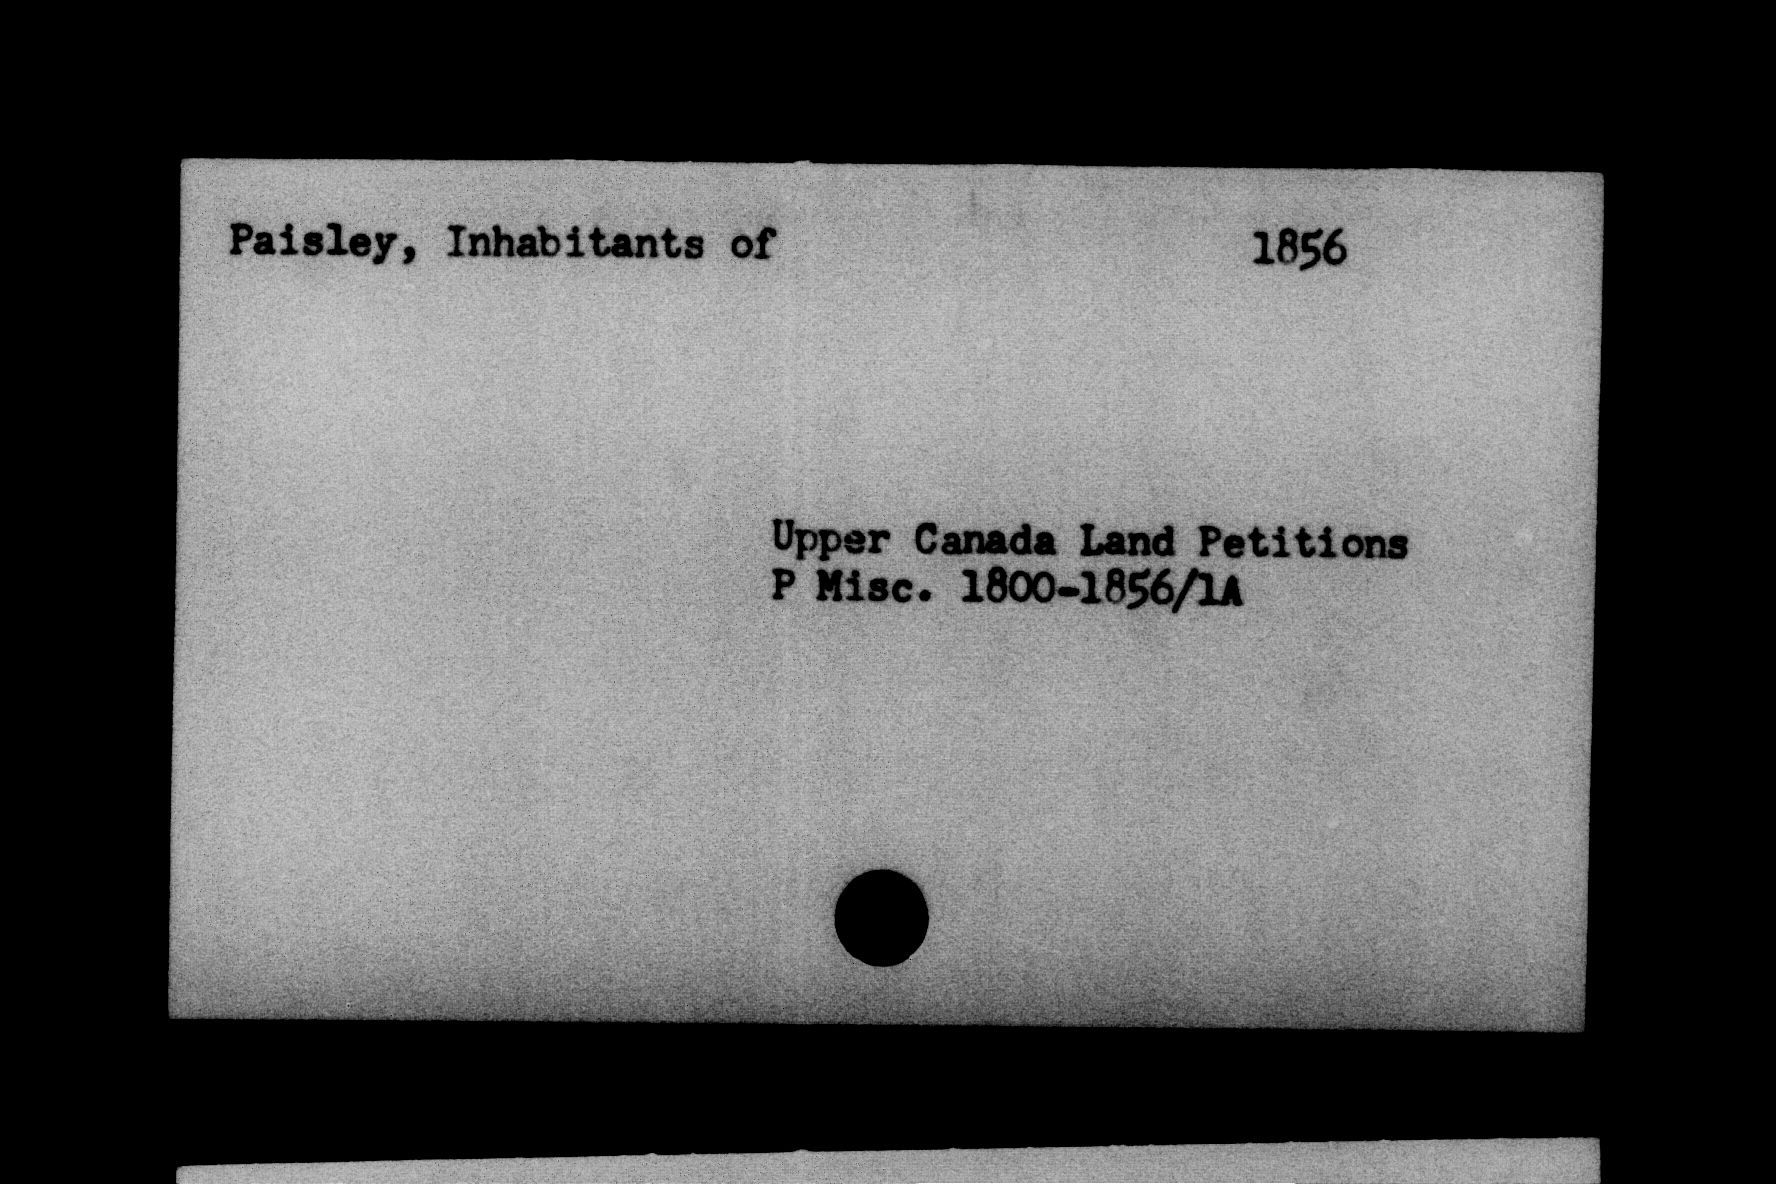 Paisley, Inhabitants of 1856
Upper Canada Land Petitions
P Misc. 1800-1856/1A